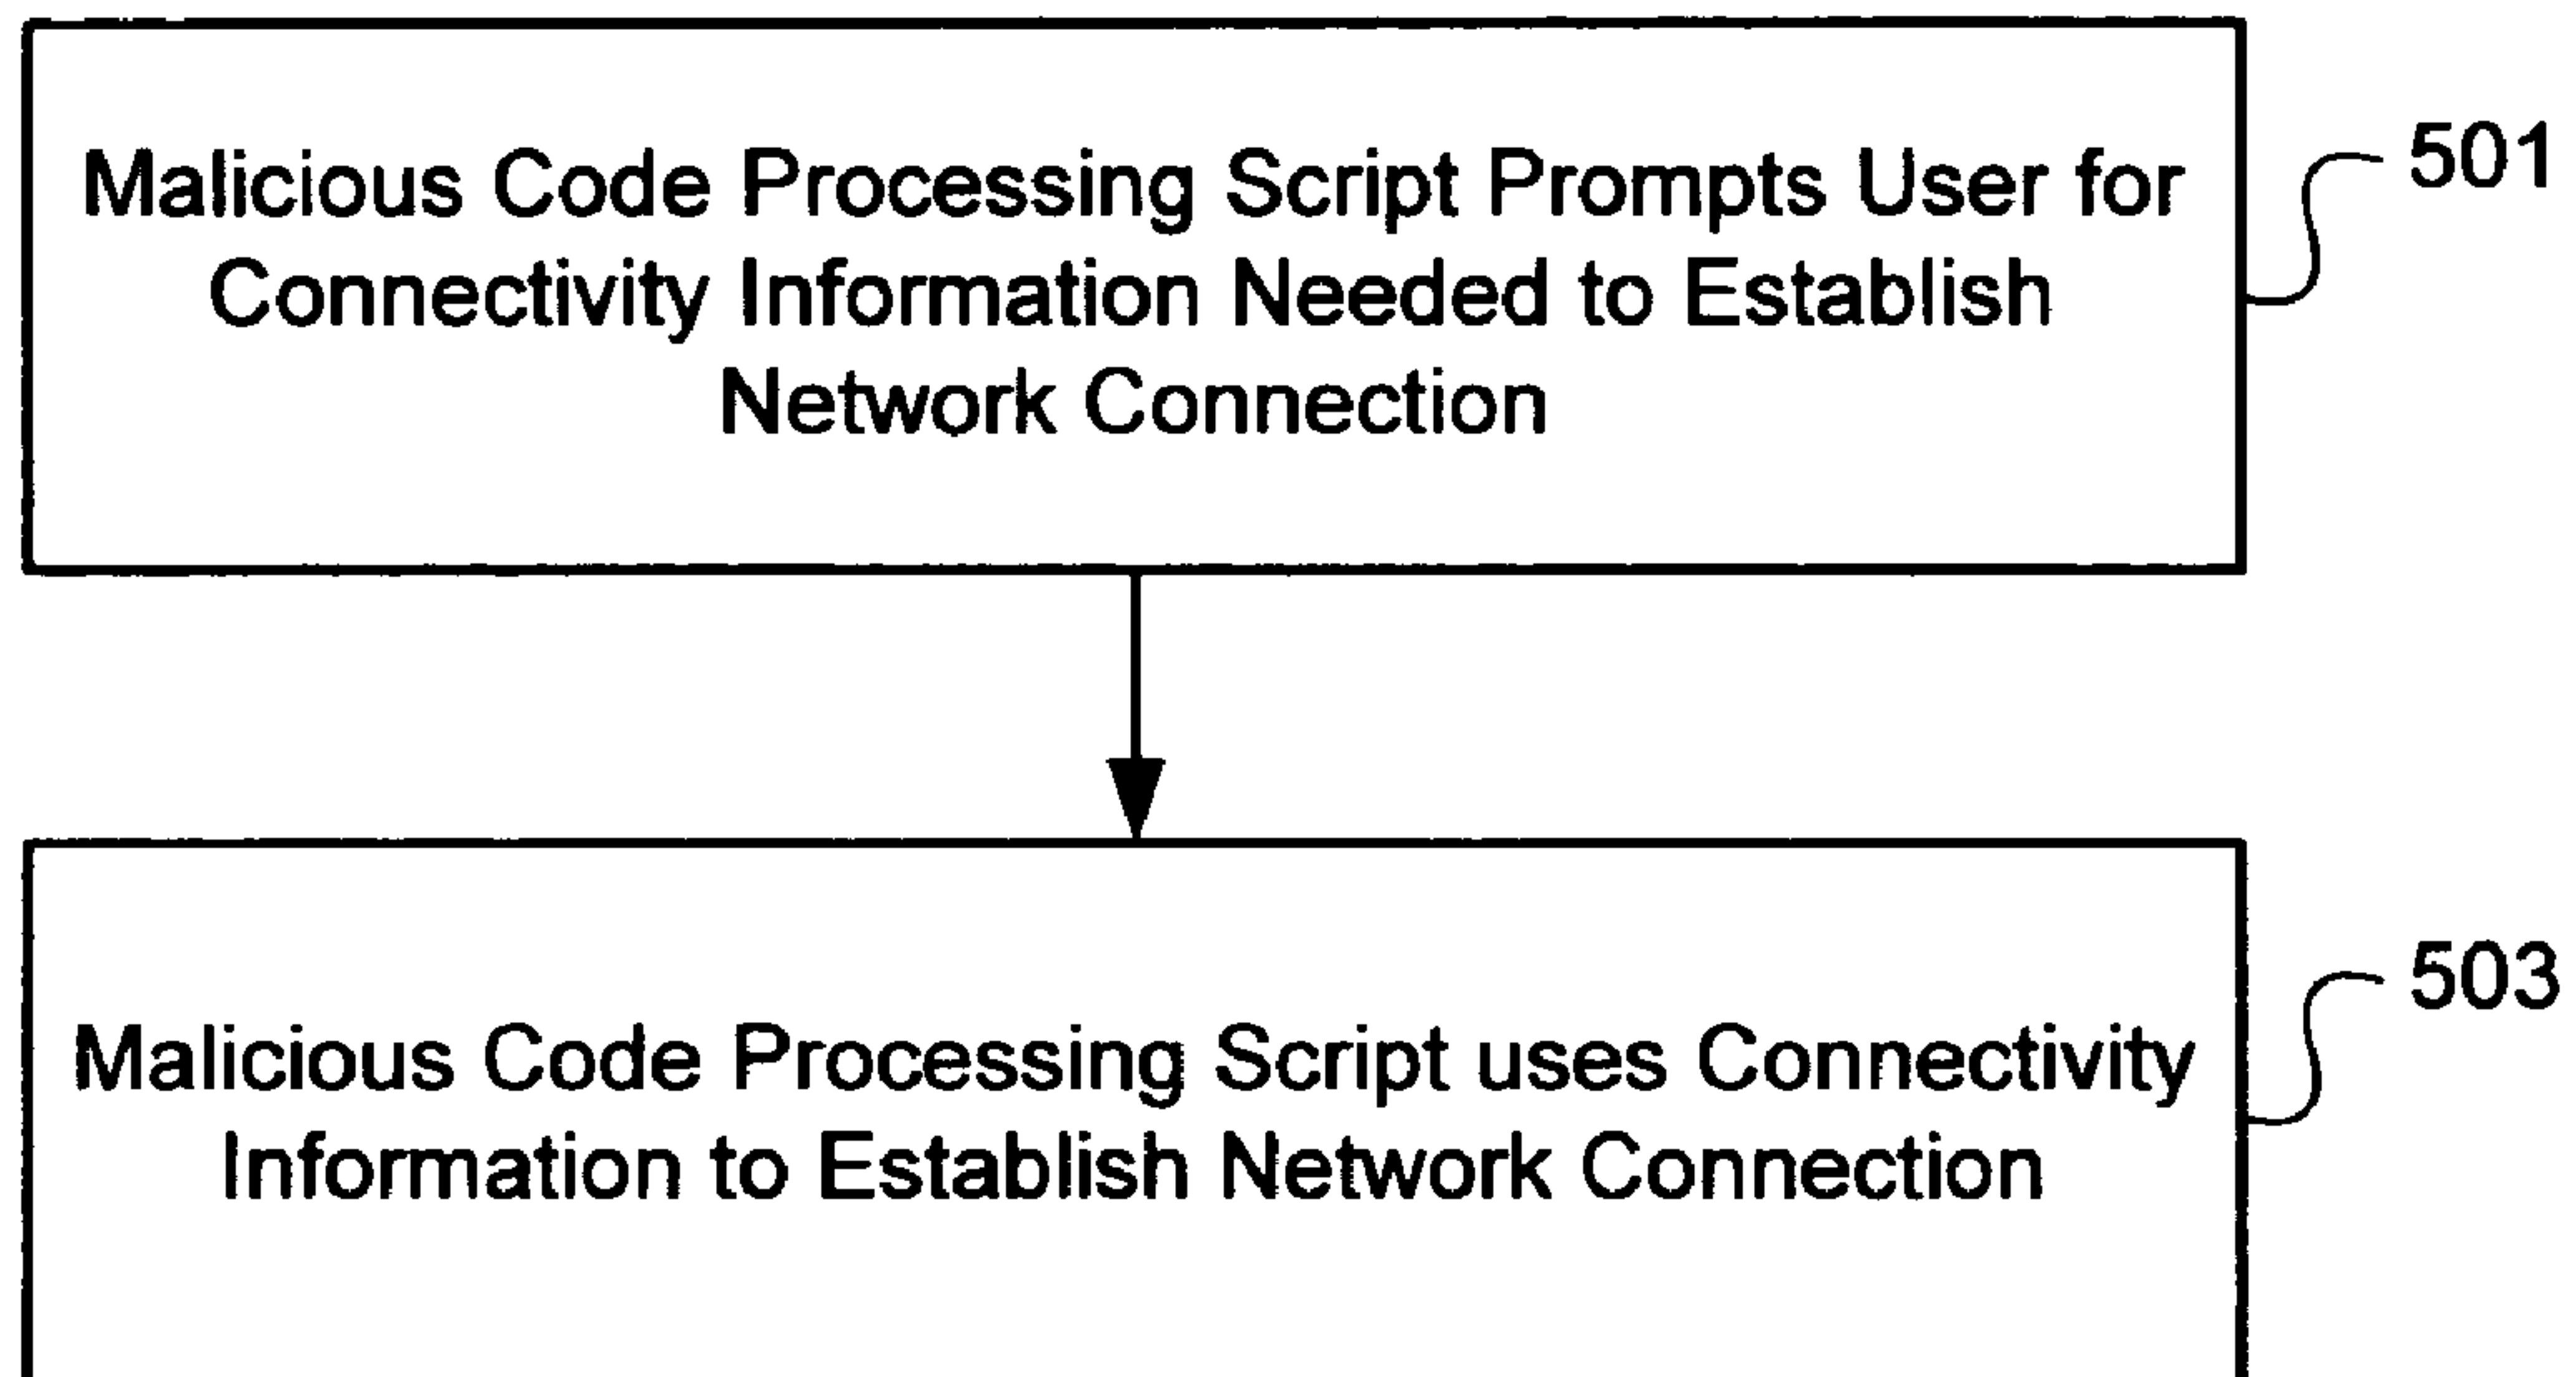 Malicious Code Processing Script Prompts User for
Connectivity Information Needed to Establish
Network Connection
501
Malicious Code Processing Script uses Connectivity
Information to Establish Network Connection
503